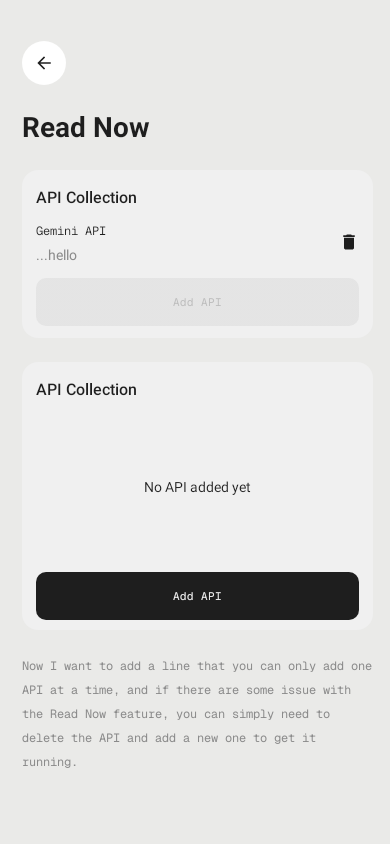 Read Now
API Collection
Gemini API
...hello
Add API
API Collection
No API added yet
Add API
Now I want to add a line that you can only add one
API at a time, and if there are some issue with
the Read Now feature, you can simply need to
delete the API and add a new one to get it
running.